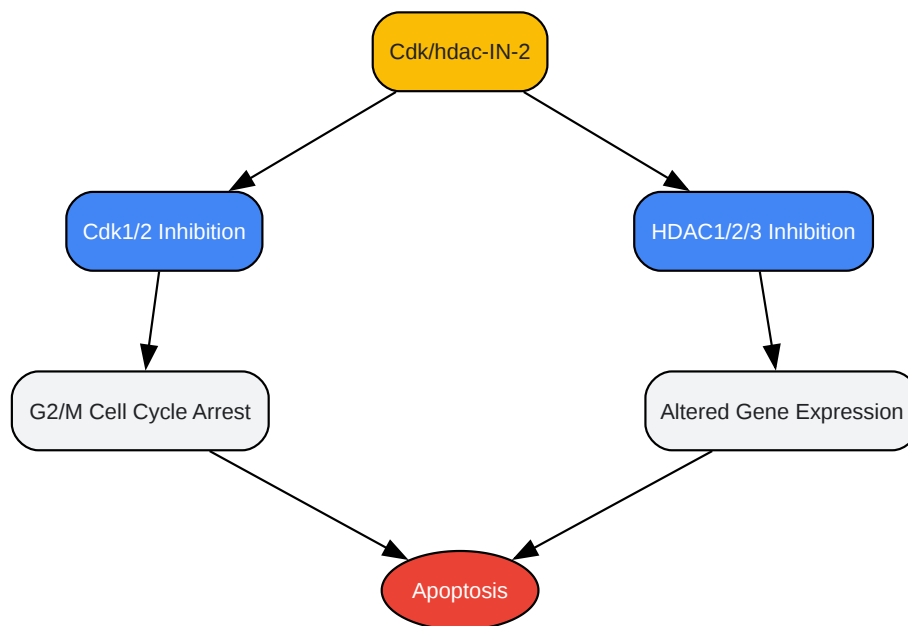 Cdk/hdac-IN-2
Cdk1/2 Inhibition
HDAC1/2/3 Inhibition
G2/M Cell Cycle Arrest
Altered Gene Expression
Apoptosis